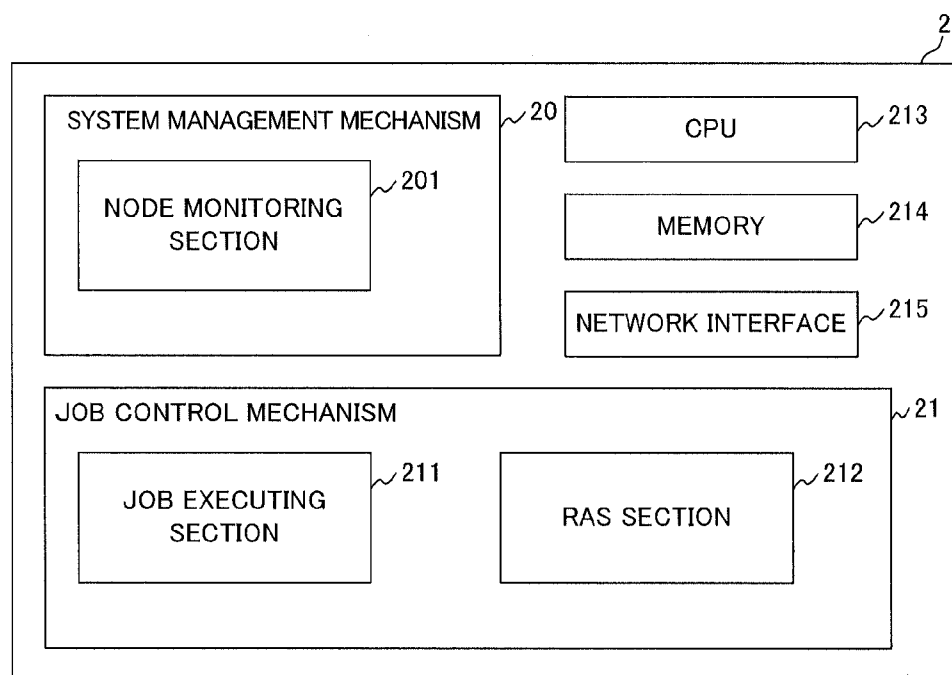 2
SYSTEM MANAGEMENT MECHANISM
20
NODE MONITORING
SECTION
201
CPU
213
MEMORY
214
NETWORK INTERFACE
215
JOB CONTROL MECHANISM
21
JOB EXECUTING
SECTION
211
RAS SECTION
212